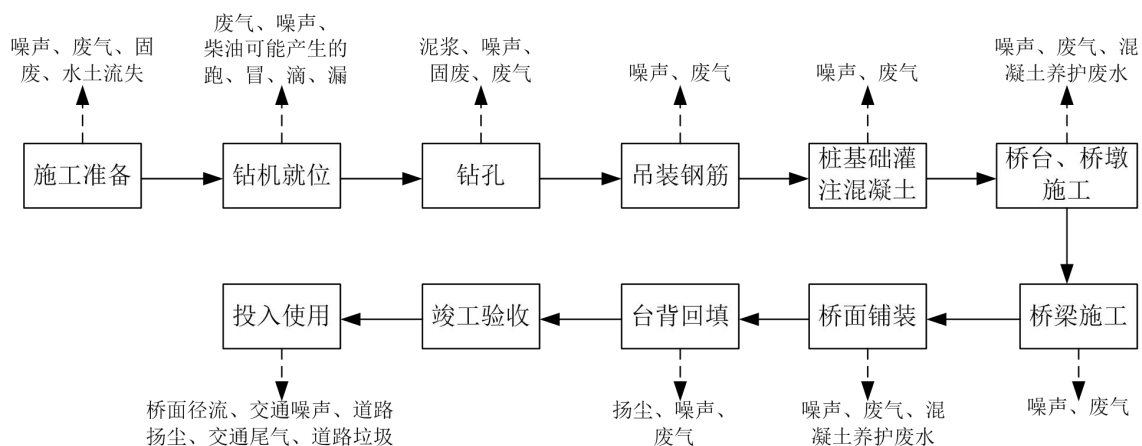 噪声、废气、固
废、水土流失
废气、噪声、
柴油可能产生的
跑、冒、滴、漏
泥浆、噪声、
固废、废气
噪声、废气
噪声、废气
噪声、废气、混
凝土养护废水
施工准备
钻机就位
钻孔
吊装钢筋
桩基础灌
注混凝土
桥台、桥墩
施工
投入使用
竣工验收
台背回填
桥面铺装
桥梁施工
桥面径流、交通噪声、道路
扬尘、交通尾气、道路垃圾
扬尘、噪声、
废气
噪声、废气、混
凝土养护废水
噪声、废气